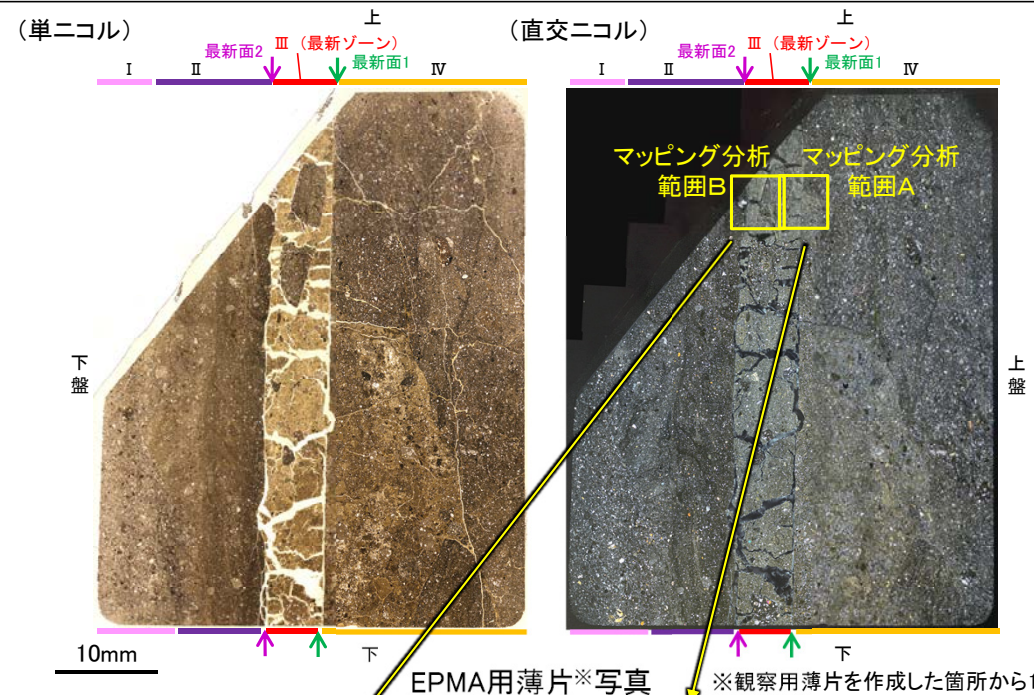 (単ニコル)
上
最新面2
Ⅲ (最新ゾーン)
最新面1
Ⅰ
Ⅱ
Ⅳ
下盤
下
10mm
(直交ニコル)
上
最新面2
Ⅲ (最新ゾーン)
最新面1
Ⅰ
Ⅱ
Ⅳ
マッピング分析
範囲B
マッピング分析
範囲A
上盤
下
EPMA用薄片※写真
※観察用薄片を作成した箇所から